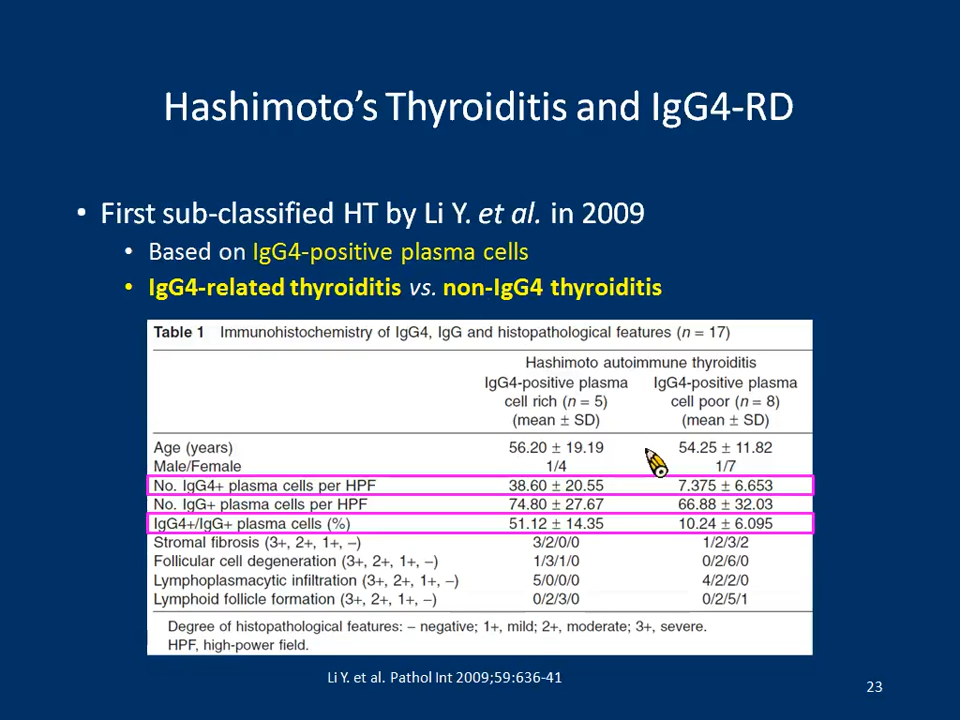 Hashimoto’s Thyroiditis and IgG4-RD
• First sub-classified HT by Li Y. et al. in 2009
• Based on IgG4-positive plasma cells
• IgG4-related thyroiditis vs. non-IgG4 thyroiditis
Table 1 Immunohistochemistry of IgG4, IgG and histopathological features (n = 17)
Hashimoto autoimmune thyroiditis
IgG4-positive plasma cell rich (n = 5) (mean ± SD) IgG4-positive plasma cell poor (n = 8) (mean ± SD)
Age (years) 56.20 ± 19.19 54.25 ± 11.82
Male/Female 1/4 1/7
No. IgG4+ plasma cells per HPF 38.60 ± 20.55 7.375 ± 6.653
No. IgG+ plasma cells per HPF 74.80 ± 27.67 66.88 ± 32.03
IgG4+/IgG+ plasma cells (%) 51.12 ± 14.35 10.24 ± 6.095
Stromal fibrosis (3+, 2+, 1+, –) 3/2/0/0 1/2/3/2
Follicular cell degeneration (3+, 2+, 1+, –) 1/3/1/0 0/2/6/0
Lymphoplasmacytic infiltration (3+, 2+, 1+, –) 5/0/0/0 4/2/2/0
Lymphoid follicle formation (3+, 2+, 1+, –) 0/2/3/0 0/2/5/1
Degree of histopathological features: – negative; 1+, mild; 2+, moderate; 3+, severe.
HPF, high-power field.
Li Y. et al. Pathol Int 2009;59:636-41
23